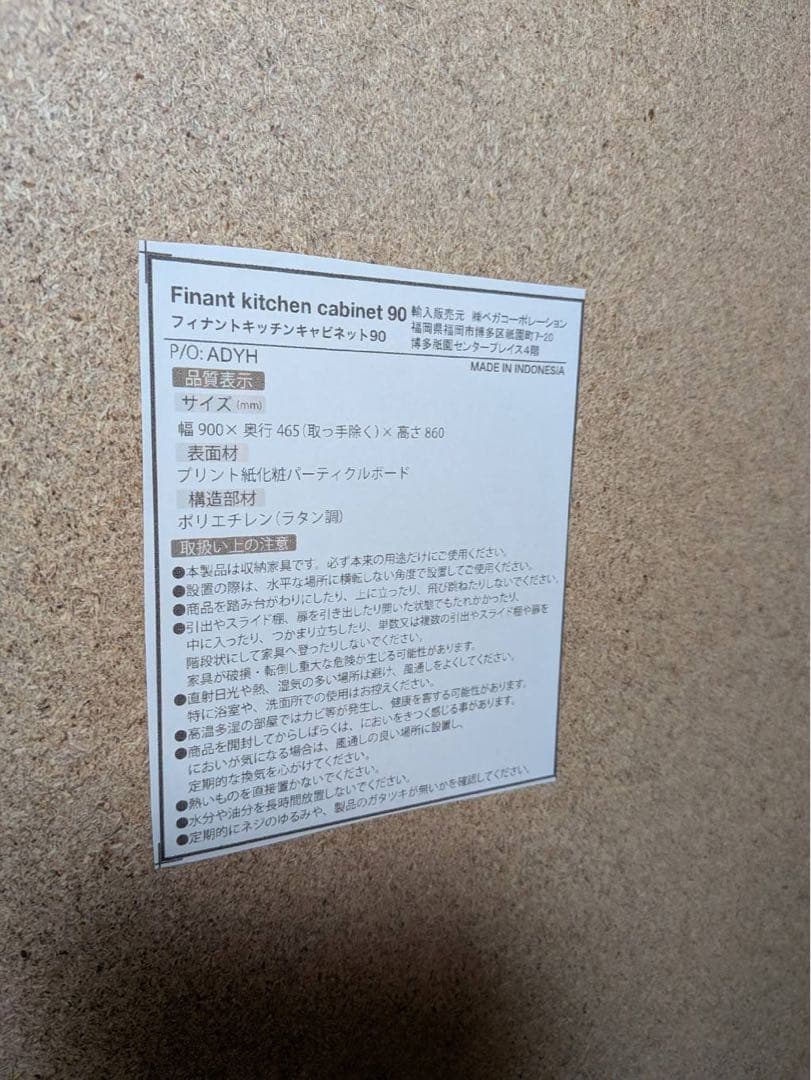 Finant kitchen cabinet 90
フィナントキッチンキャビネット90
輸入販売元 ㈱ベガコーポレーション
福岡県福岡市博多区祇園町7-20
博多祇園センタープレイス4階
P/O: ADYH
MADE IN INDONESIA
品質表示
サイズ(mm)
幅 900× 奥行 465(取っ手除く)× 高さ 860
表面材
プリント紙化粧パーティクルボード
構造部材
ポリエチレン(ラタン調)
取扱い上の注意
●本製品は収納家具です。必ず本来の用途だけにご使用ください。
●設置の際は、水平な場所に横転しない角度で設置してご使用ください。
●商品を踏み台がわりにしたり、上に立ったり、飛び跳ねたりしないでください。
●引出やスライド棚、扉を引き出したり開いた状態でもたれかかったり、
中に入ったり、つかまり立ちしたり、単数又は複数の引出やスライド棚や扉を
階段状にして家具へ登ったりしないでください。
家具が破損・転倒し重大な危険が生じる可能性があります。
●直射日光や熱、湿気の多い場所は避け、風通しをよくしてください。
特に浴室や、洗面所での使用はお控えください。
●高温多湿の部屋ではカビ等が発生し、健康を害する可能性があります。
●商品を開封してからしばらくは、においをきつく感じる事があります。
においが気になる場合は、風通しの良い場所に設置し、
定期的な換気を心がけてください。
●熱いものを直接置かないでください。
●水分や油分を長時間放置しないでください。
●定期的にネジのゆるみや、製品のガタツキが無いかを確認してください。